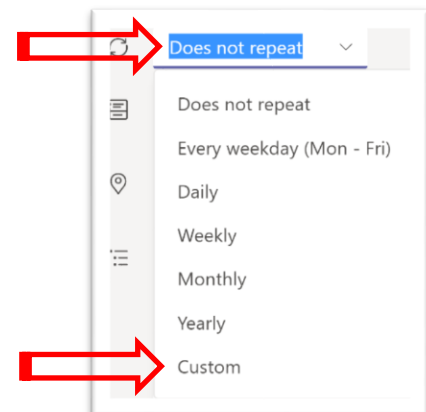 Does not repeat
Does not repeat
Every weekday (Mon - Fri)
Daily
Weekly
Monthly
Yearly
Custom